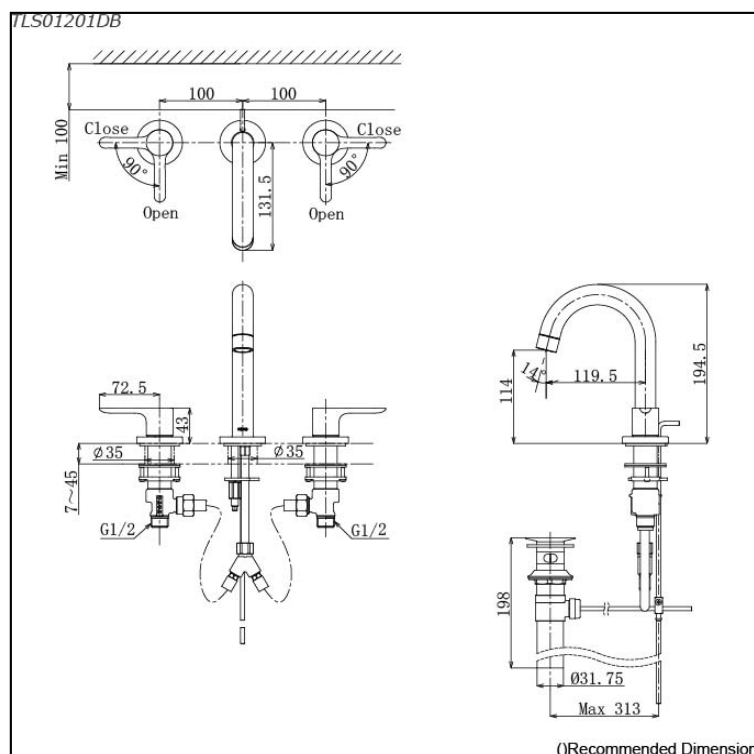 TLS01201DB
100 100
Close Close
Min 100
90° 90°
131.5
Open Open
72.5
43
Ø35 Ø35
7～45
G1/2 G1/2
14°
119.5
114
194.5
198
Ø31.75
Max 313
()Recommended Dimension